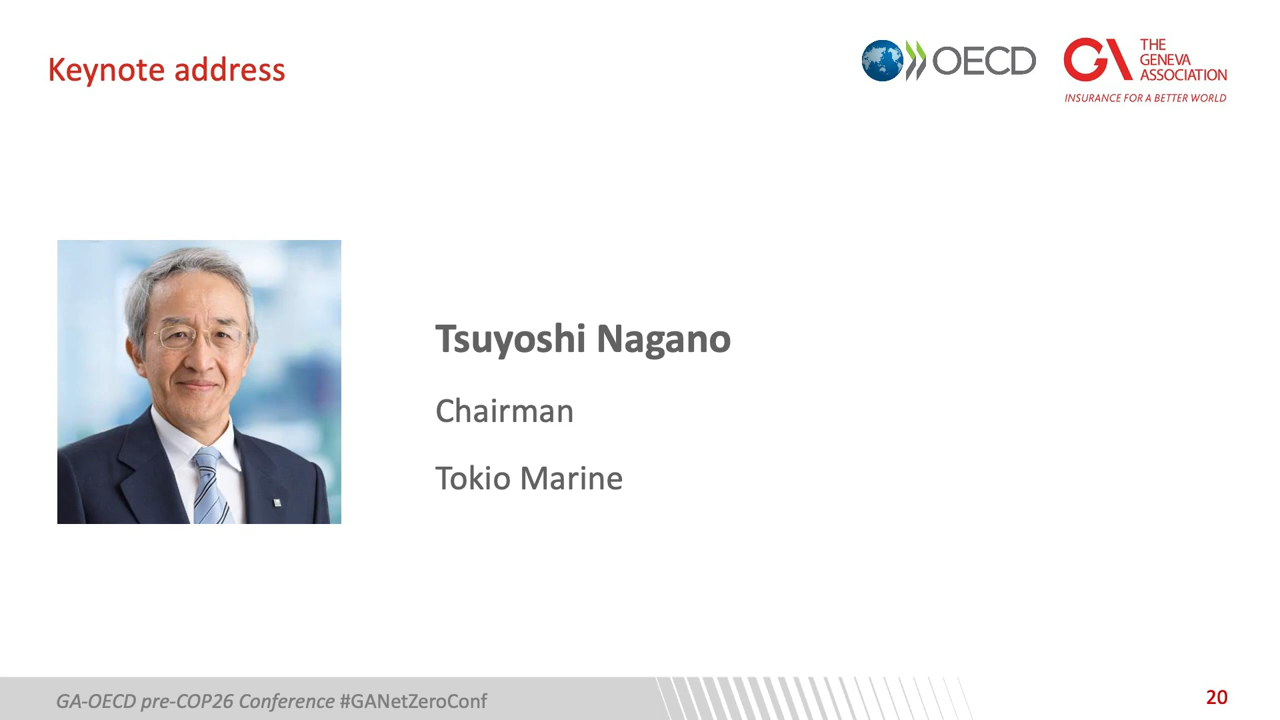 Keynote address
OECD
GA
THE
GENEVA
ASSOCIATION
INSURANCE FOR A BETTER WORLD
Tsuyoshi Nagano
Chairman
Tokio Marine
GA-OECD pre-COP26 Conference #GANetZeroConf
20